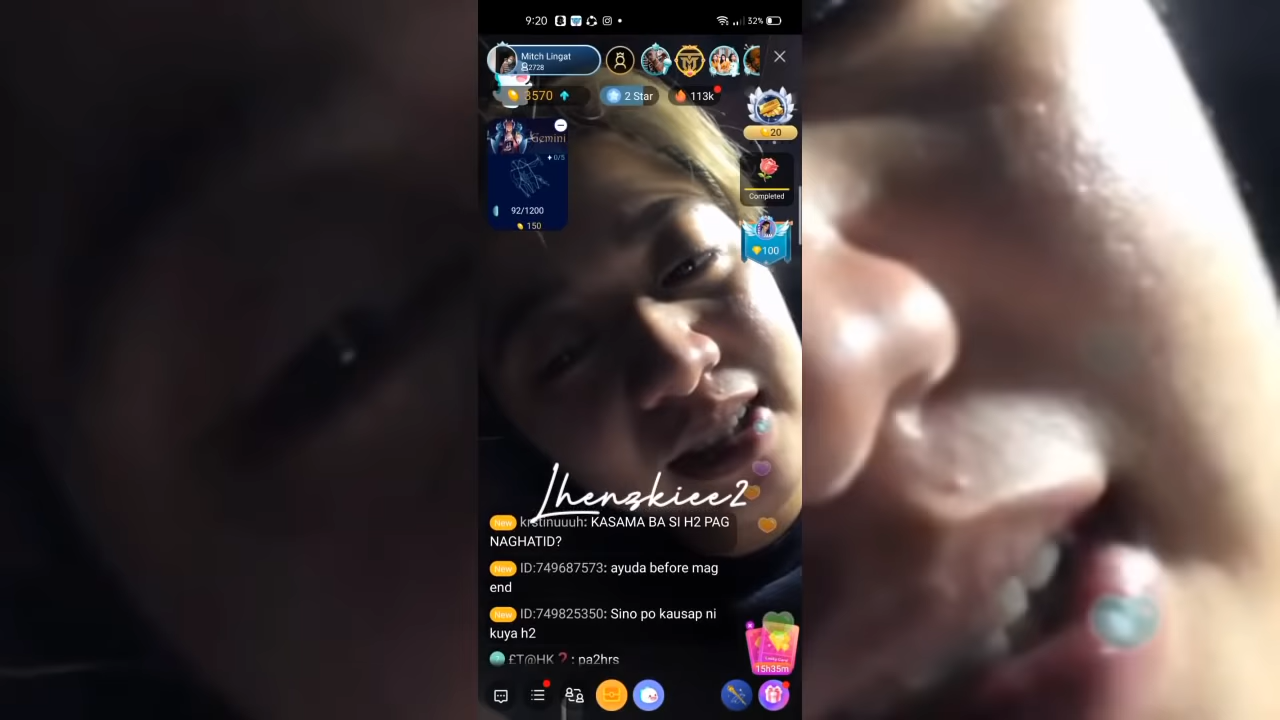 9:20
32%
Mitch Lingat
2728
3570
2 Star
113k
20
Gemini
0/5
Completed
92/1200
150
100
Lhenzkiee2
New krstinuuuh: KASAMA BA SI H2 PAG
NAGHATID?
New ID:749687573: ayuda before mag
end
New ID:749825350: Sino po kausap ni
kuya h2
£T@HK❓: pa2hrs
15h35m